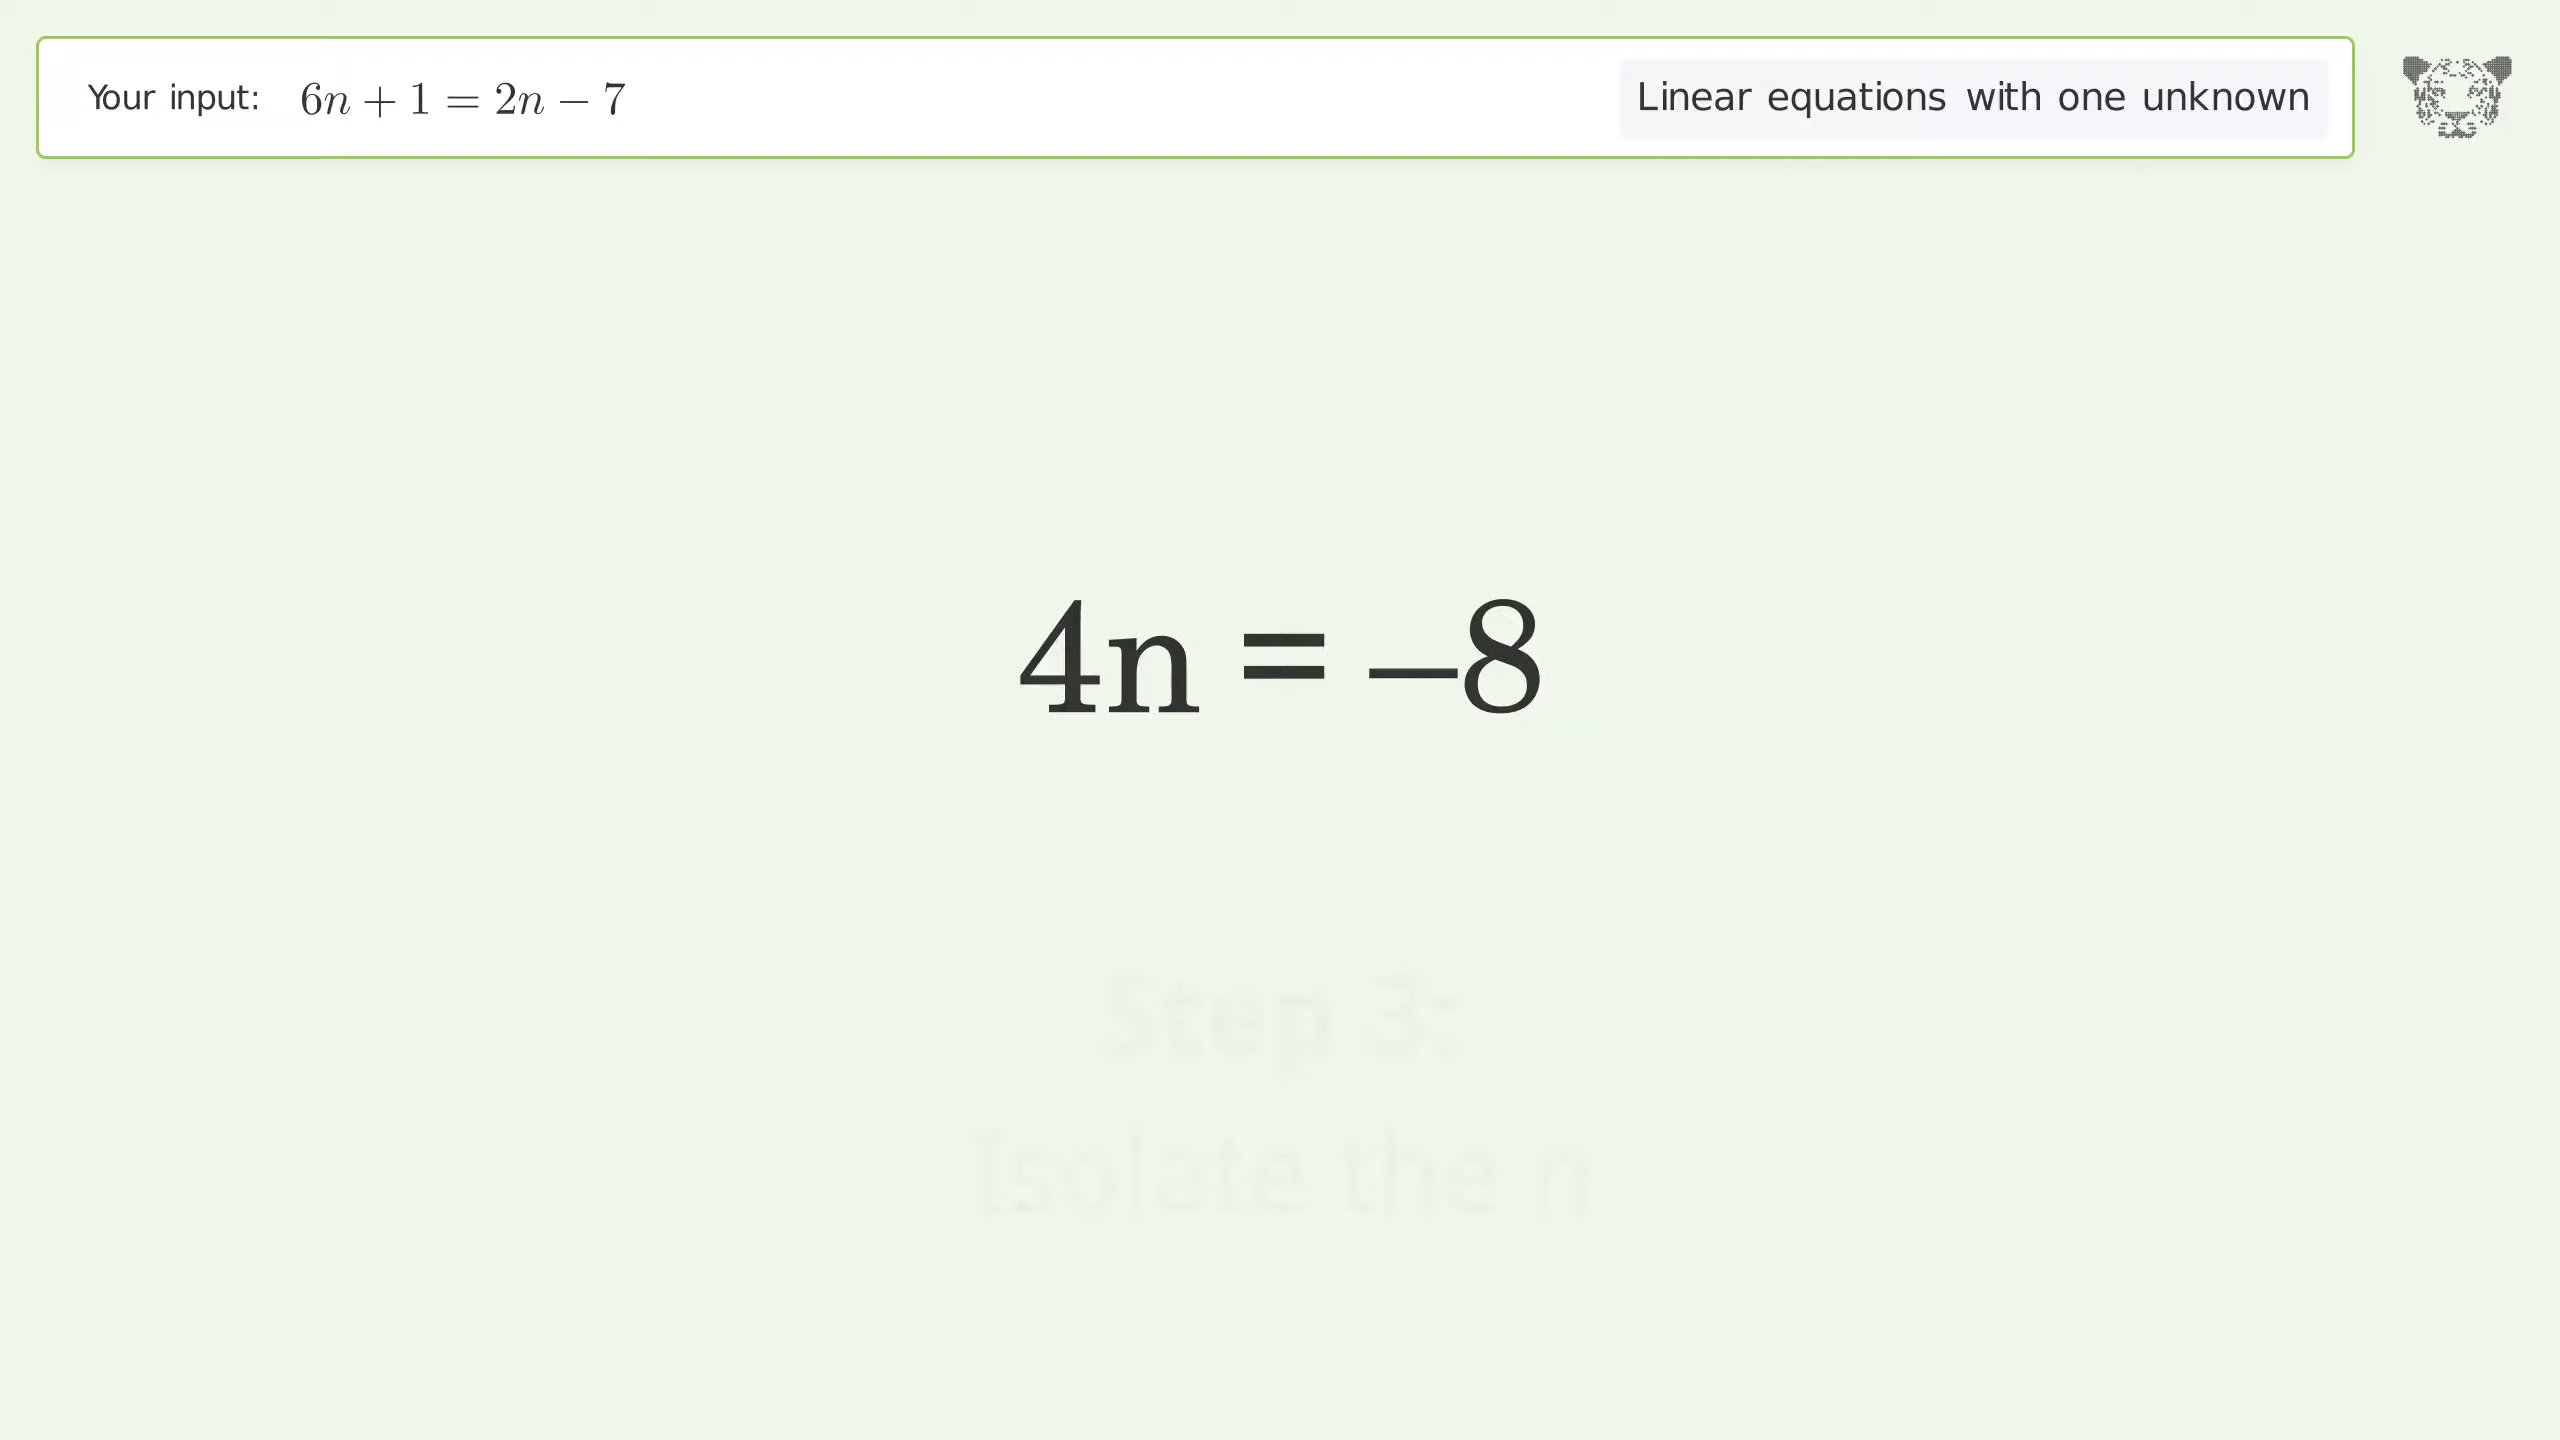 Your input: 6n + 1 = 2n − 7
Linear equations with one unknown
4n = −8
Step 3:
Isolate the n